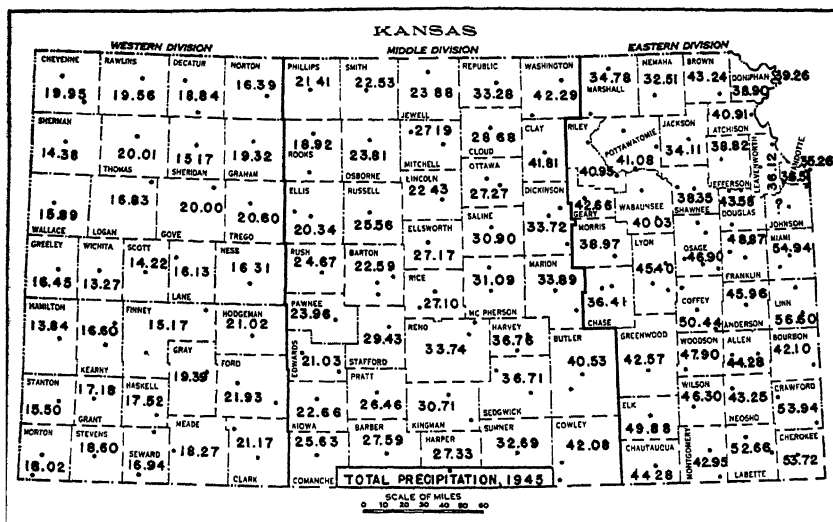 KANSAS
WESTERN DIVISION MIDDLE DIVISION EASTERN DIVISION
CHEYENNE RAWLINS DECATUR NORTON PHILLIPS SMITH REPUBLIC WASHINGTON NEMAHA BROWN DONIPHAN 39.26
19.95 19.56 18.84 16.39 21.41 22.53 23.88 33.28 42.29 34.78 32.51 43.24 38.90
JEWELL MARSHALL
SHERMAN ROOKS 2719 CLAY RILEY POTTAWATOMIE JACKSON 40.91 ATCHISON
14.38 20.01 15.17 19.32 18.92 23.81 28.68 41.81 41.08 34.11 38.82 36.12 35.26
THOMAS SHERIDAN GRAHAM OSBORNE MITCHELL CLOUD 40.95 JEFFERSON LEAVENWORTH
ELLIS RUSSELL LINCOLN OTTAWA DICKINSON WABAUNSEE SHAWNEE DOUGLAS
15.89 16.83 20.00 20.60 20.34 25.56 22.43 27.27 33.72 42.66 40.03 38.35 43.58 ?
WALLACE LOGAN GOVE TREGO ELLSWORTH SALINE GEARY JOHNSON
GREELEY WICHITA SCOTT NESS RUSH BARTON 27.17 30.90 MORRIS LYON OSAGE MIAMI
16.45 13.27 14.22 16.13 16.31 24.67 22.59 31.09 33.89 38.97 45.40 46.90 48.87 54.94
LANE RICE MARION FRANKLIN
HAMILTON FINNEY HODGEMAN PAWNEE 27.10 MC PHERSON 36.41 COFFEY 45.96 LINN
13.84 16.60 15.17 21.02 23.96 29.43 RENO HARVEY BUTLER CHASE 50.44 ANDERSON 56.60
KEARNY GRAY FORD EDWARDS 21.03 STAFFORD 33.74 36.76 40.53 GREENWOOD WOODSON ALLEN BOURBON
STANTON 17.18 HASKELL 19.39 21.93 PRATT 36.71 42.57 47.90 44.28 42.10
15.50 GRANT 17.52 22.66 26.46 30.71 SEDGWICK WILSON 46.30 43.25 CRAWFORD
MORTON STEVENS MEADE KIOWA BARBER KINGMAN SUMNER COWLEY ELK NEOSHO 53.94
18.60 21.17 25.63 27.59 HARPER 32.69 42.08 49.88 CHEROKEE
16.02 SEWARD 16.94 18.27 27.33 CHAUTAUQUA MONTGOMERY 42.95 52.66 53.72
CLARK COMANCHE 44.28 LABETTE
TOTAL PRECIPITATION, 1945
SCALE OF MILES
0 10 20 30 40 50 60